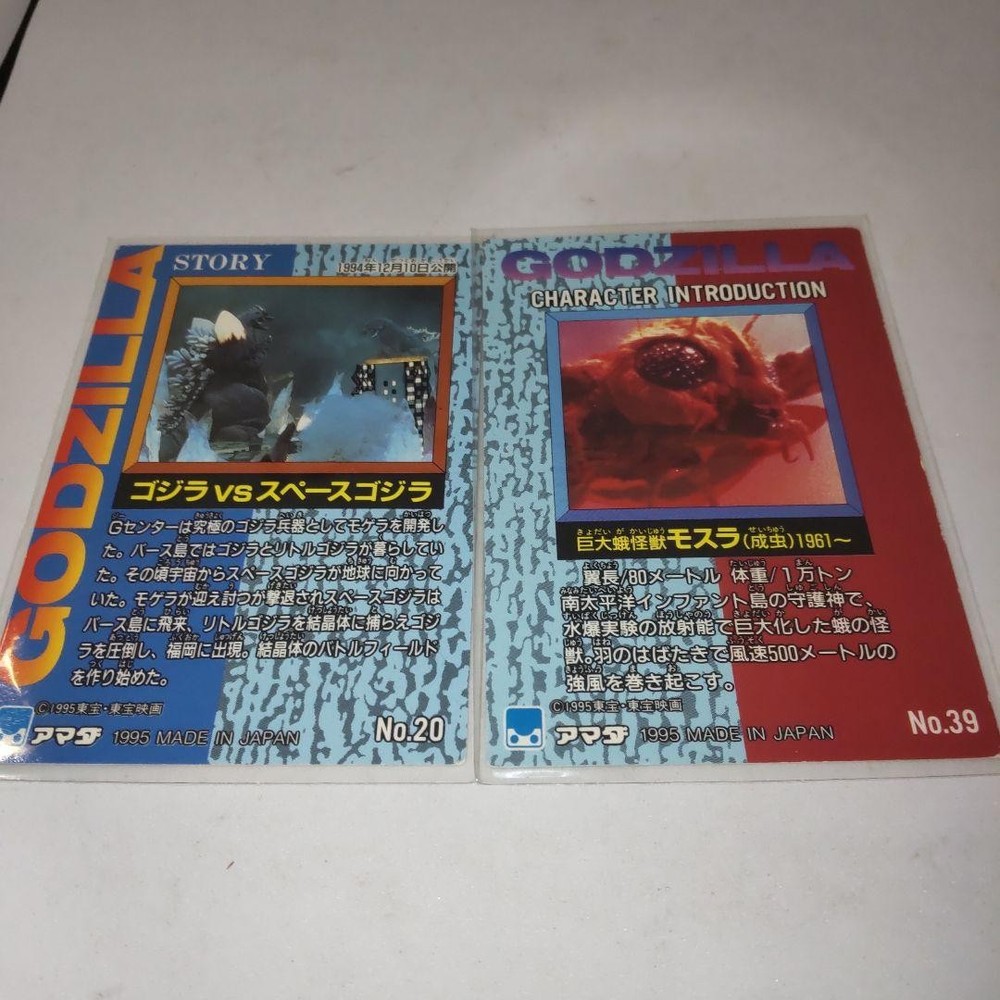 GODZILLA
STORY
1994年12月10日公開
ゴジラvsスペースゴジラ
Gセンターは究極のゴジラ兵器としてモゲラを開発し
た。バース島ではゴジラとリトルゴジラが暮らしてい
た。その頃宇宙からスペースゴジラが地球に向かって
いた。モゲラが迎え討つが撃退されスペースゴジラは
バース島に飛来、リトルゴジラを結晶体に捕らえゴジ
ラを圧倒し、福岡に出現。結晶体のバトルフィールド
を作り始めた。
©1995東宝・東宝映画
アマダ 1995 MADE IN JAPAN
No.20
GODZILLA
CHARACTER INTRODUCTION
巨大蛾怪獣モスラ(成虫)1961〜
翼長/80メートル 体重/1万トン
南太平洋インファント島の守護神で、
水爆実験の放射能で巨大化した蛾の怪
獣。羽のはばたきで風速500メートルの
強風を巻き起こす。
©1995東宝・東宝映画
アマダ 1995 MADE IN JAPAN
No.39